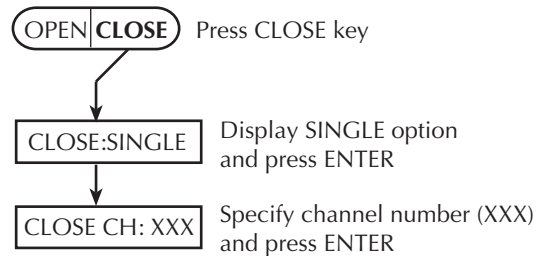 OPEN CLOSE Press CLOSE key
CLOSE:SINGLE
Display SINGLE option
and press ENTER
CLOSE CH: XXX
Specify channel number (XXX)
and press ENTER